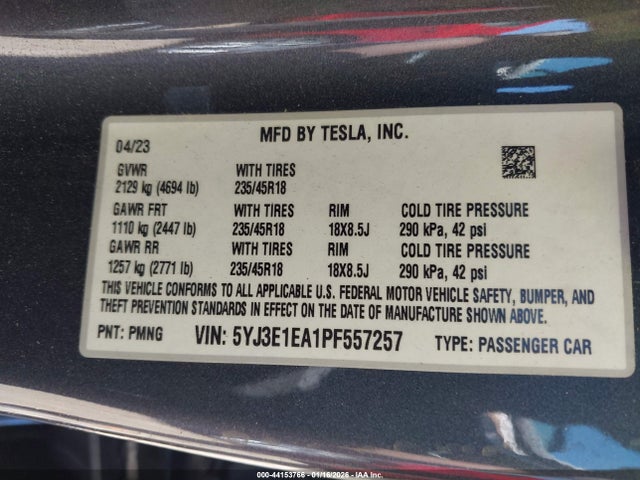 MFD BY TESLA, INC.
04/23
GVWR WITH TIRES
2129 kg (4694 lb) 235/45R18
GAWR FRT WITH TIRES RIM COLD TIRE PRESSURE
1110 kg (2447 lb) 235/45R18 18X8.5J 290 kPa, 42 psi
GAWR RR WITH TIRES RIM COLD TIRE PRESSURE
1257 kg (2771 lb) 235/45R18 18X8.5J 290 kPa, 42 psi
THIS VEHICLE CONFORMS TO ALL APPLICABLE U.S. FEDERAL MOTOR VEHICLE SAFETY, BUMPER, AND
THEFT PREVENTION STANDARDS IN EFFECT ON THE DATE OF MANUFACTURE SHOWN ABOVE.
PNT: PMNG VIN: 5YJ3E1EA1PF557257 TYPE: PASSENGER CAR
000-44153766 - 01/16/2026 - IAA Inc.